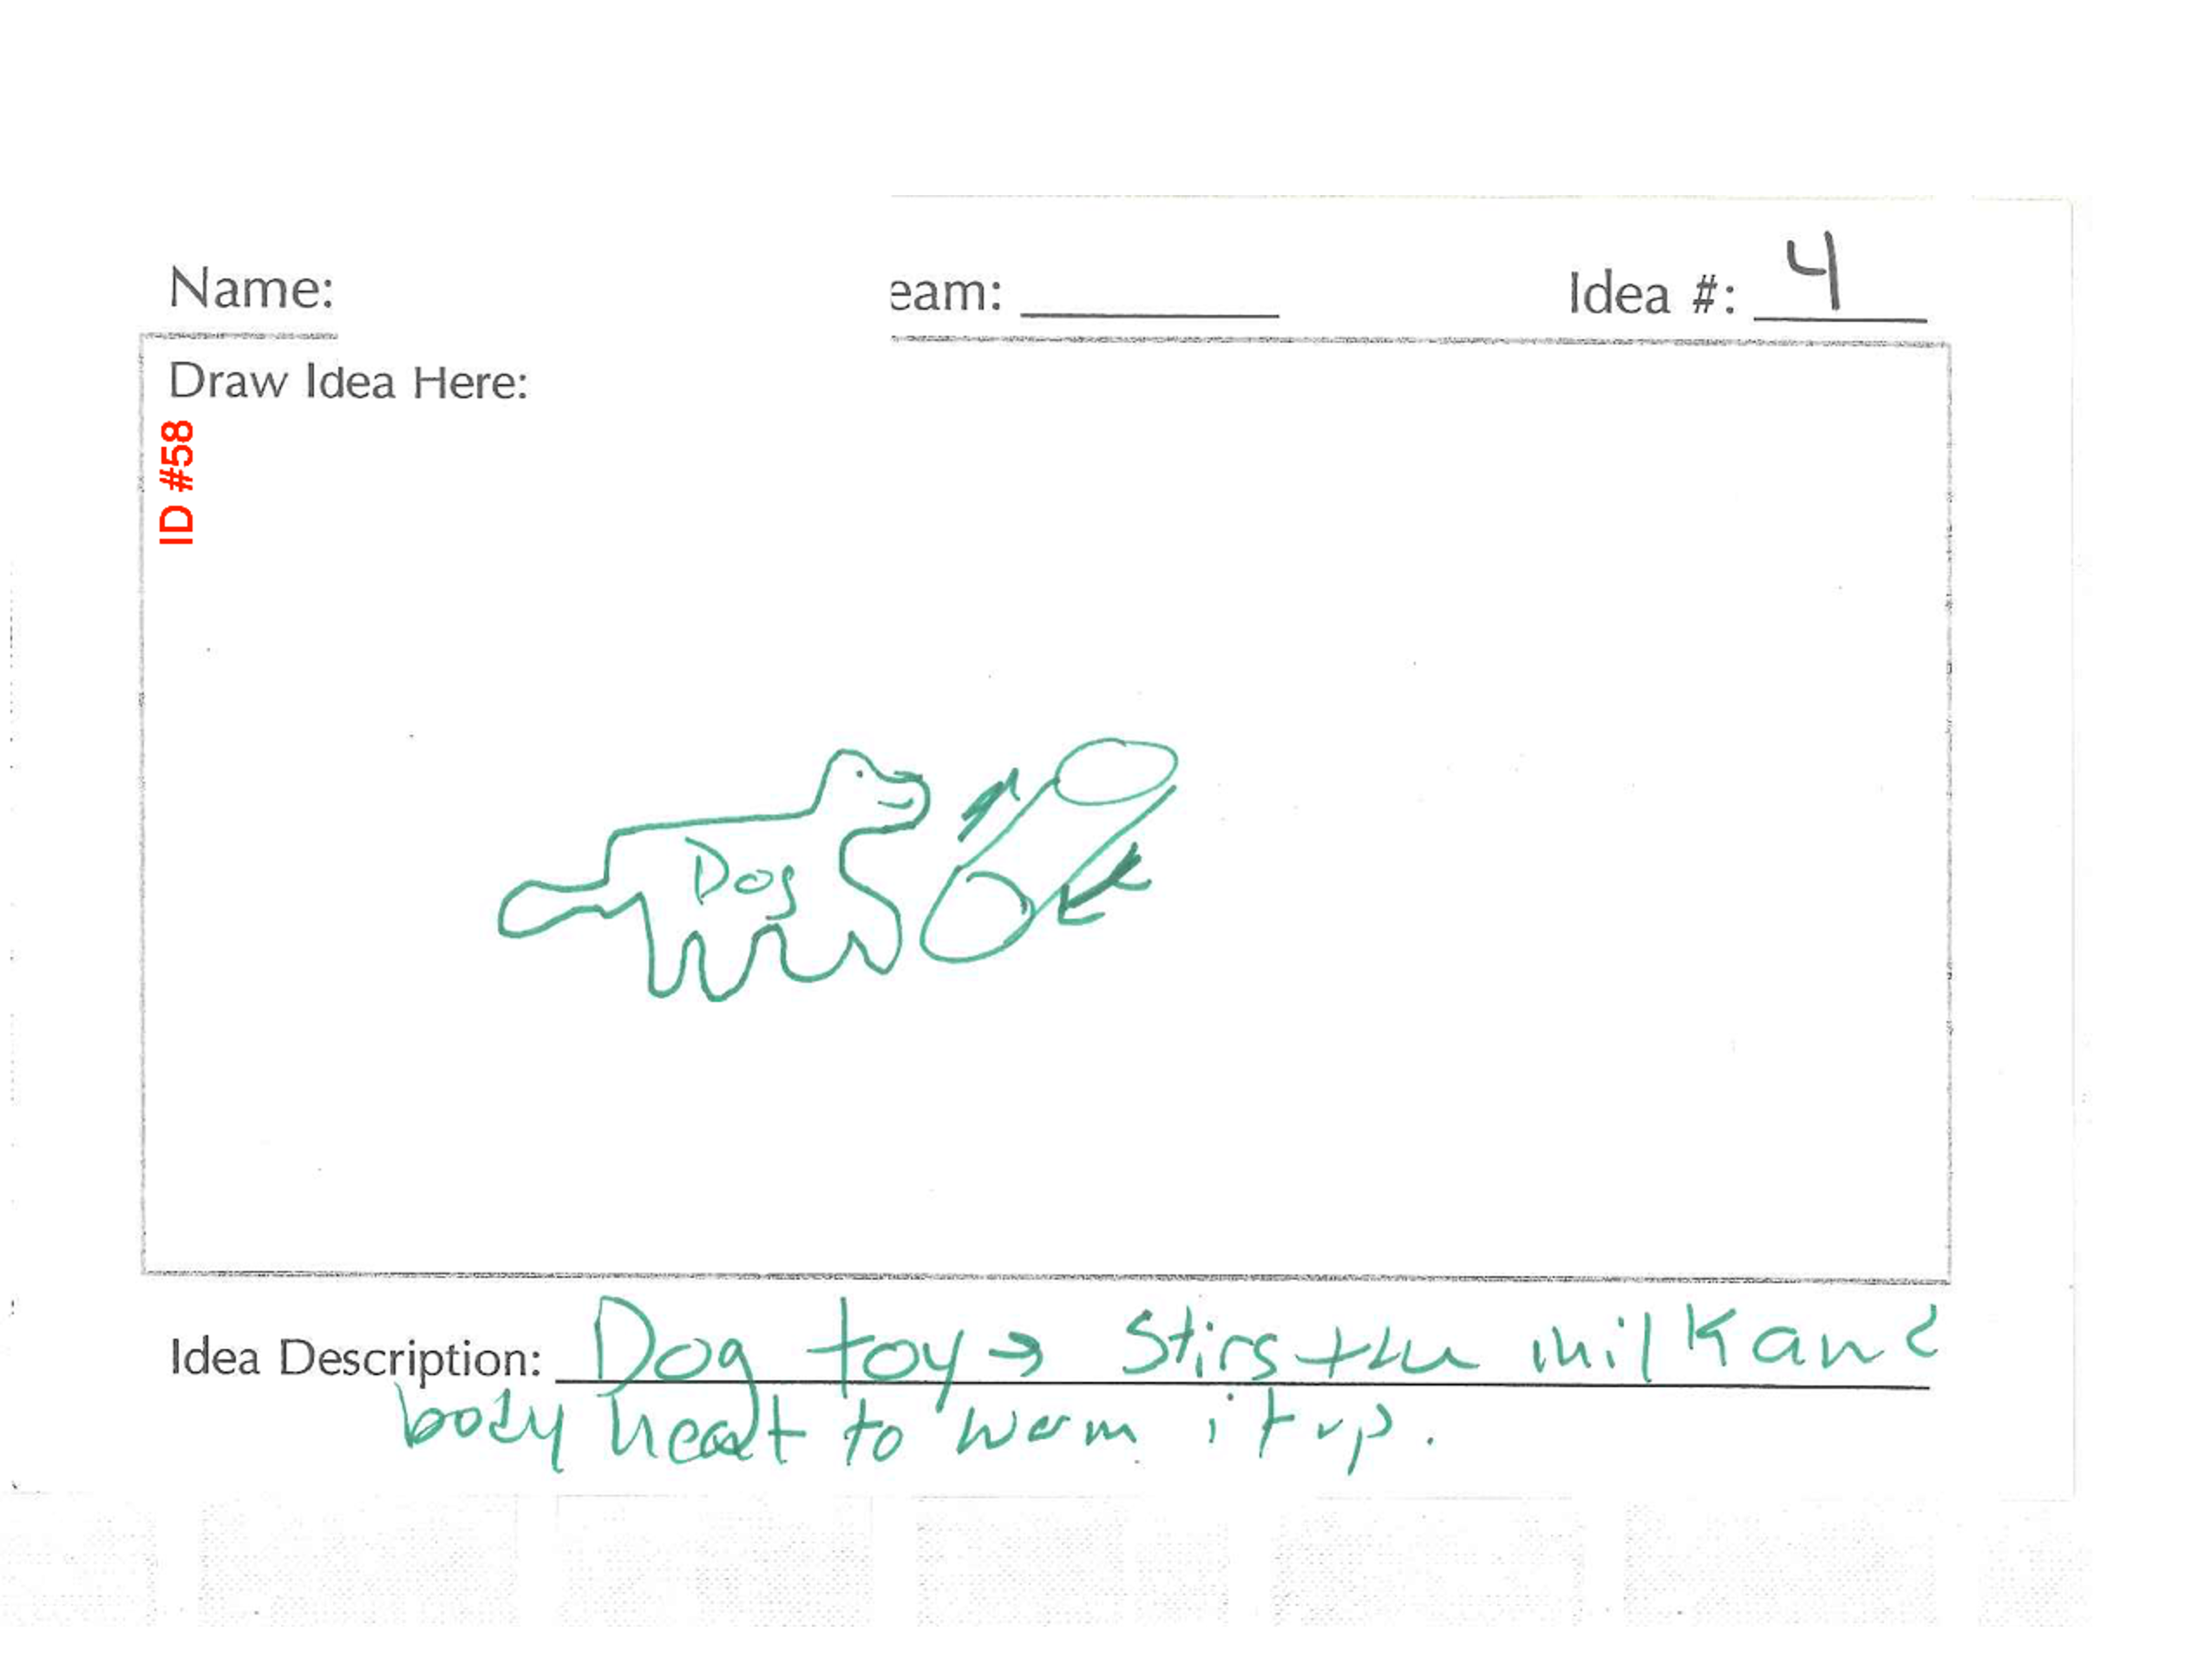 Name:
eam:
Idea #: 4
Draw Idea Here:
ID #58
Dog
Idea Description: Dog toy → Stirs the milk and
body heat to warm it up.